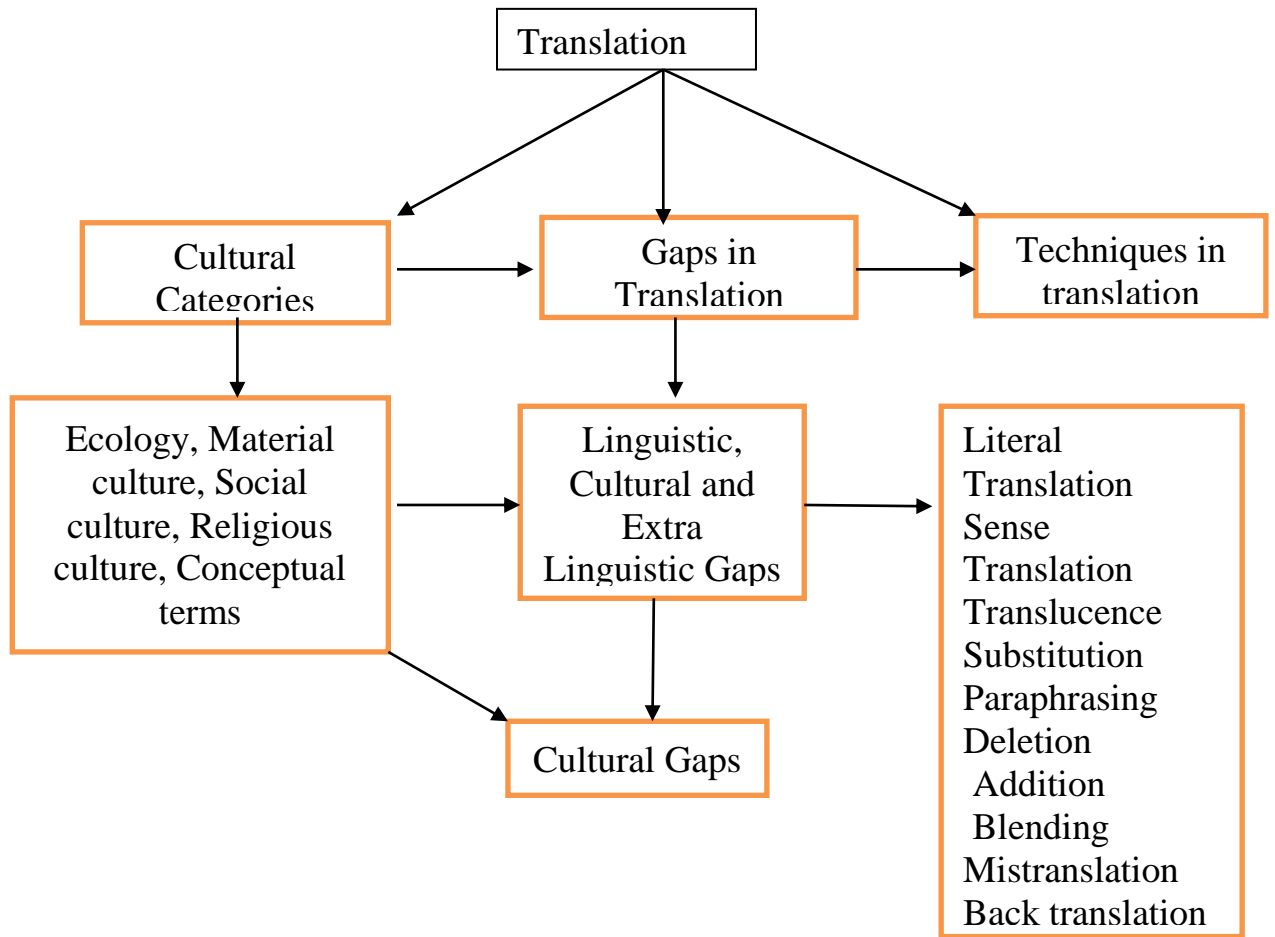 Translation
Cultural
Categories
Gaps in
Translation
Techniques in
translation
Ecology, Material
culture, Social
culture, Religious
culture, Conceptual
terms
Linguistic,
Cultural and
Extra
Linguistic Gaps
Literal
Translation
Sense
Translation
Translucence
Substitution
Paraphrasing
Deletion
Addition
Blending
Mistranslation
Back translation
Cultural Gaps